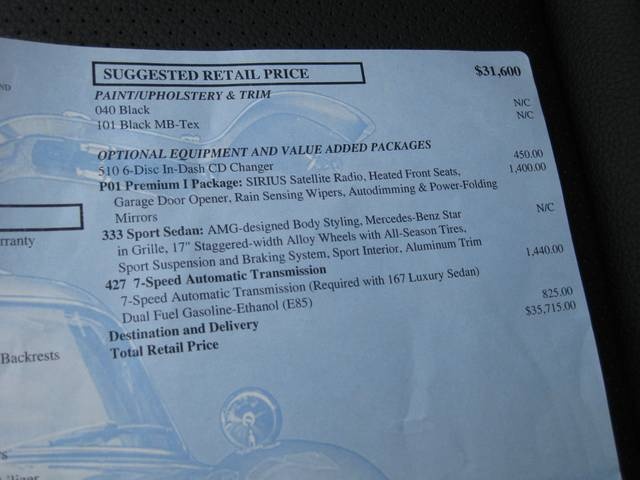 SUGGESTED RETAIL PRICE $31,600
PAINT/UPHOLSTERY & TRIM
040 Black N/C
101 Black MB-Tex N/C
OPTIONAL EQUIPMENT AND VALUE ADDED PACKAGES
510 6-Disc In-Dash CD Changer 450.00
P01 Premium I Package: SIRIUS Satellite Radio, Heated Front Seats, 1,400.00
Garage Door Opener, Rain Sensing Wipers, Autodimming & Power-Folding
Mirrors
333 Sport Sedan: AMG-designed Body Styling, Mercedes-Benz Star N/C
in Grille, 17" Staggered-width Alloy Wheels with All-Season Tires,
Sport Suspension and Braking System, Sport Interior, Aluminum Trim
427 7-Speed Automatic Transmission 1,440.00
7-Speed Automatic Transmission (Required with 167 Luxury Sedan)
Dual Fuel Gasoline-Ethanol (E85)
Destination and Delivery 825.00
Total Retail Price $35,715.00
rranty
Backrests